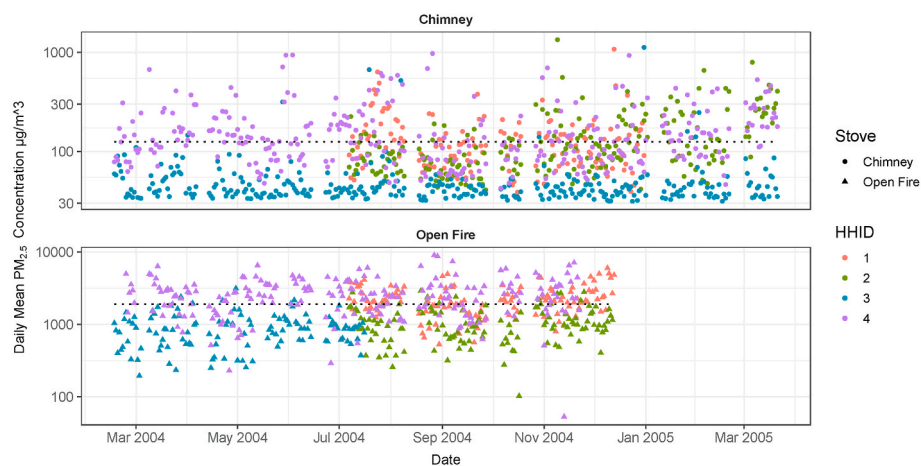 Chimney
1000
300
100
30
Open Fire
10000
1000
100
Daily Mean PM2.5 Concentration µg/m^3
Mar 2004 May 2004 Jul 2004 Sep 2004 Nov 2004 Jan 2005 Mar 2005
Date
Stove
Chimney
Open Fire
HHID
1
2
3
4